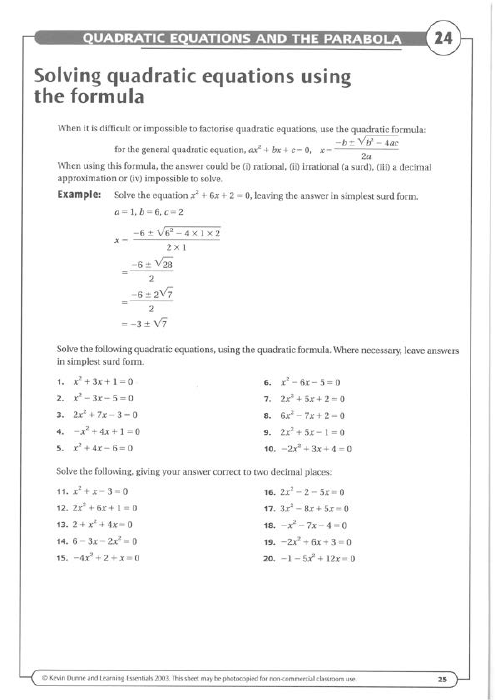 QUADRATIC EQUATIONS AND THE PARABOLA
24
Solving quadratic equations using
the formula
When it is difficult or impossible to factorise quadratic equations, use the quadratic formula:
for the general quadratic equation, ax² + bx + c = 0, x = (−b ± √b² − 4ac) / 2a
When using this formula, the answer could be (i) rational, (ii) irrational (a surd), (iii) a decimal
approximation or (iv) impossible to solve.
Example: Solve the equation x² + 6x + 2 = 0, leaving the answer in simplest surd form.
a = 1, b = 6, c = 2
x = (−6 ± √6² − 4 × 1 × 2) / 2 × 1
= (−6 ± √28) / 2
= (−6 ± 2√7) / 2
= −3 ± √7
Solve the following quadratic equations, using the quadratic formula. Where necessary, leave answers
in simplest surd form.
1. x² + 3x + 1 = 0
2. x² − 3x − 5 = 0
3. 2x² + 7x − 3 = 0
4. −x² + 4x + 1 = 0
5. x² + 4x − 6 = 0
6. x² − 6x − 5 = 0
7. 2x² + 5x + 2 = 0
8. 6x² − 7x + 2 = 0
9. 2x² + 5x − 1 = 0
10. −2x² + 3x + 4 = 0
Solve the following, giving your answer correct to two decimal places:
11. x² + x − 3 = 0
12. 2x² + 6x + 1 = 0
13. 2 + x² + 4x = 0
14. 6 − 3x − 2x² = 0
15. −4x² + 2 + x = 0
16. 2x² − 2 − 5x = 0
17. 3x² − 8x + 5x = 0
18. −x² − 7x − 4 = 0
19. −2x² + 6x + 3 = 0
20. −1 − 5x² + 12x = 0
© Kevin Dunne and Learning Essentials 2003. This sheet may be photocopied for non-commercial classroom use.
25